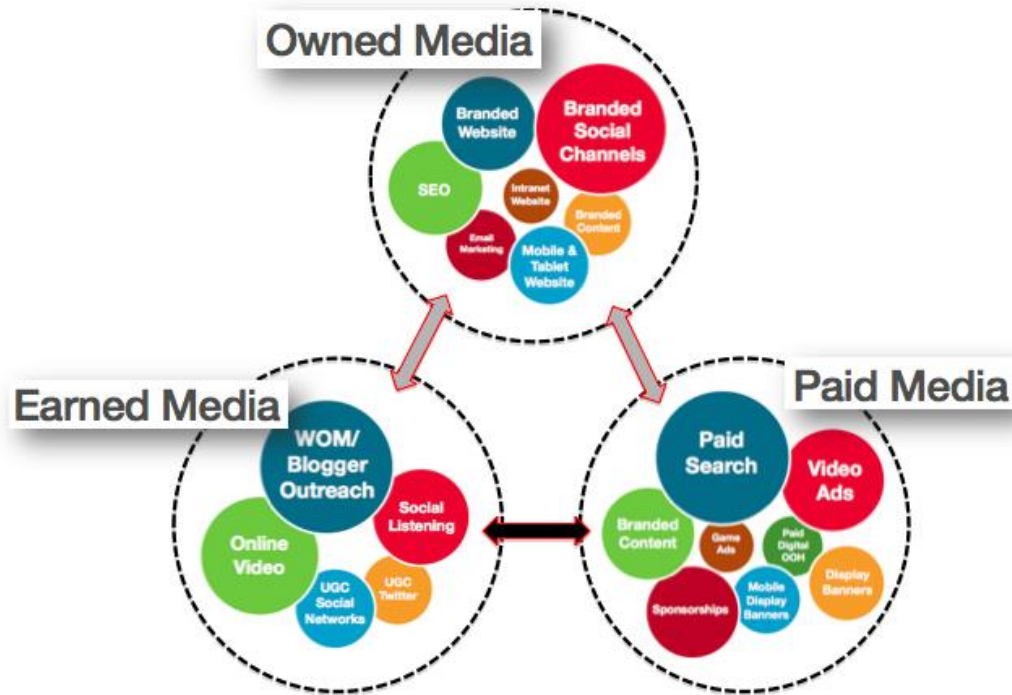 Owned Media
Branded
Website
Branded
Social
Channels
SEO
Intranet
Website
Branded
Content
Email
Marketing
Mobile &
Tablet
Website
Earned Media
WOM/
Blogger
Outreach
Social
Listening
Online
Video
UGC
Social
Networks
UGC
Twitter
Paid Media
Paid
Search
Video
Ads
Branded
Content
Game
Ads
Paid
Digital
OOH
Display
Banners
Mobile
Display
Banners
Sponsorships